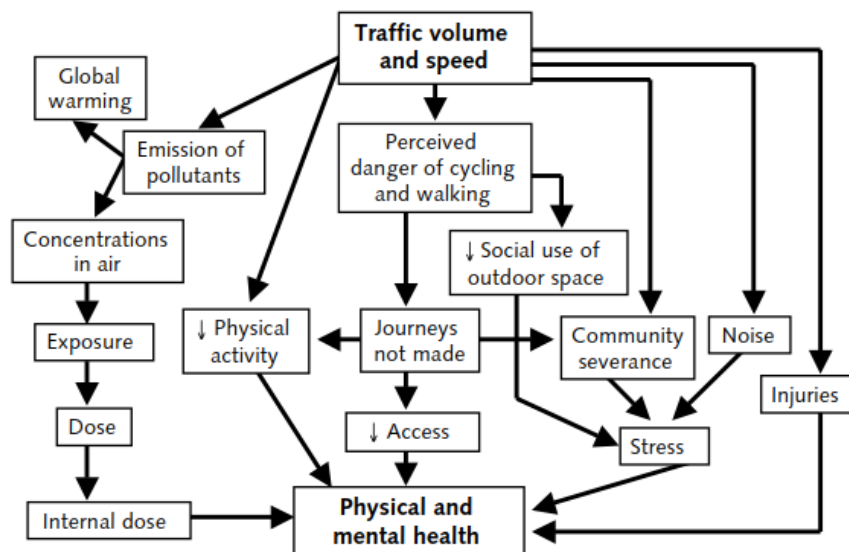 Traffic volume
and speed
Global
warming
Emission of
pollutants
Perceived
danger of cycling
and walking
Concentrations
in air
↓ Social use of
outdoor space
Exposure
↓ Physical
activity
Journeys
not made
Community
severance
Noise
Injuries
Dose
↓ Access
Stress
Internal dose
Physical and
mental health